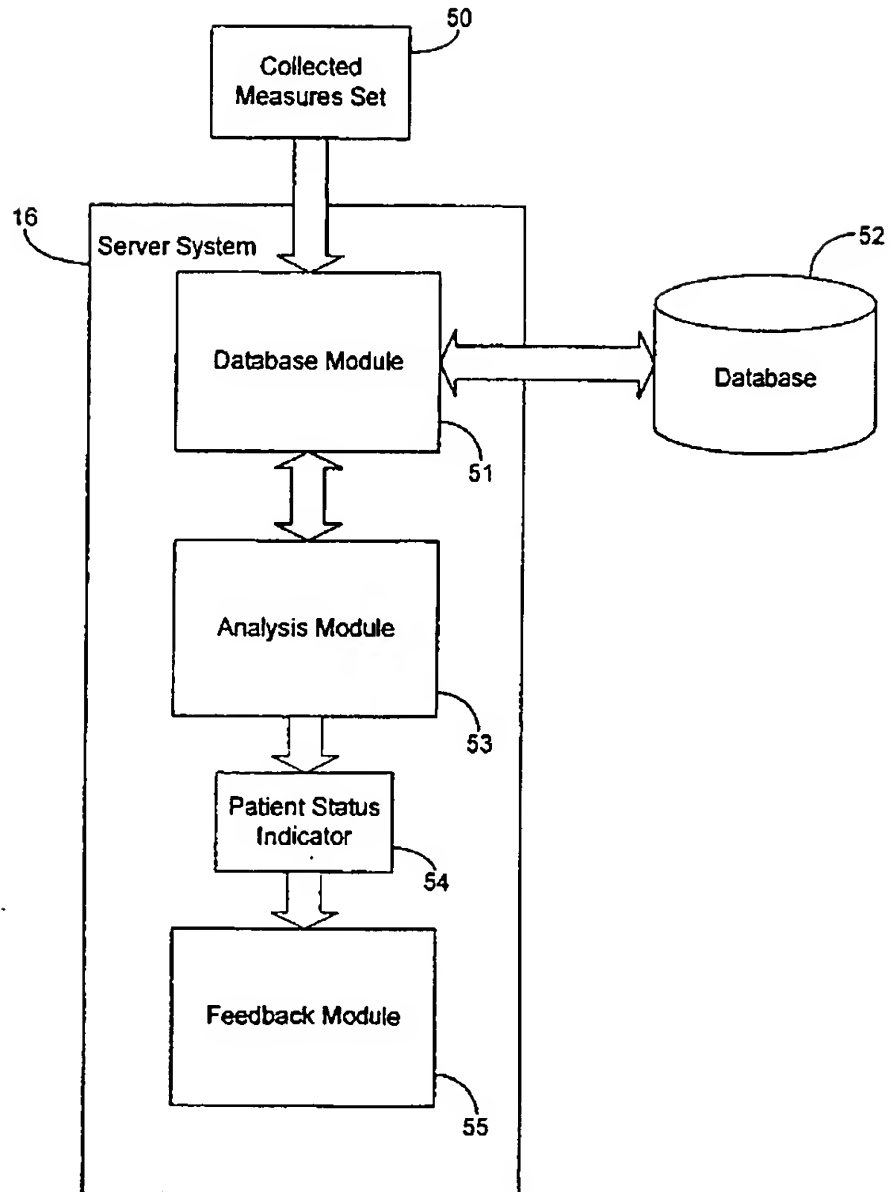 50
Collected
Measures Set
16
Server System
52
Database Module
Database
51
Analysis Module
53
Patient Status
Indicator
54
Feedback Module
55